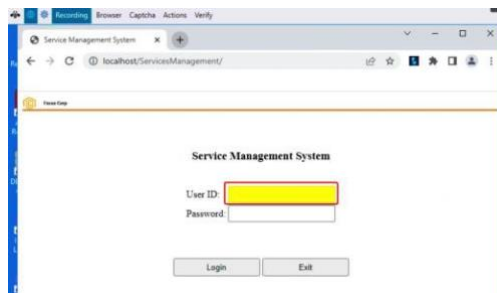 Recording Browser Captcha Actions Verify
Service Management System
localhost/ServicesManagement/
Service Management System
User ID:
Password:
Login Exit